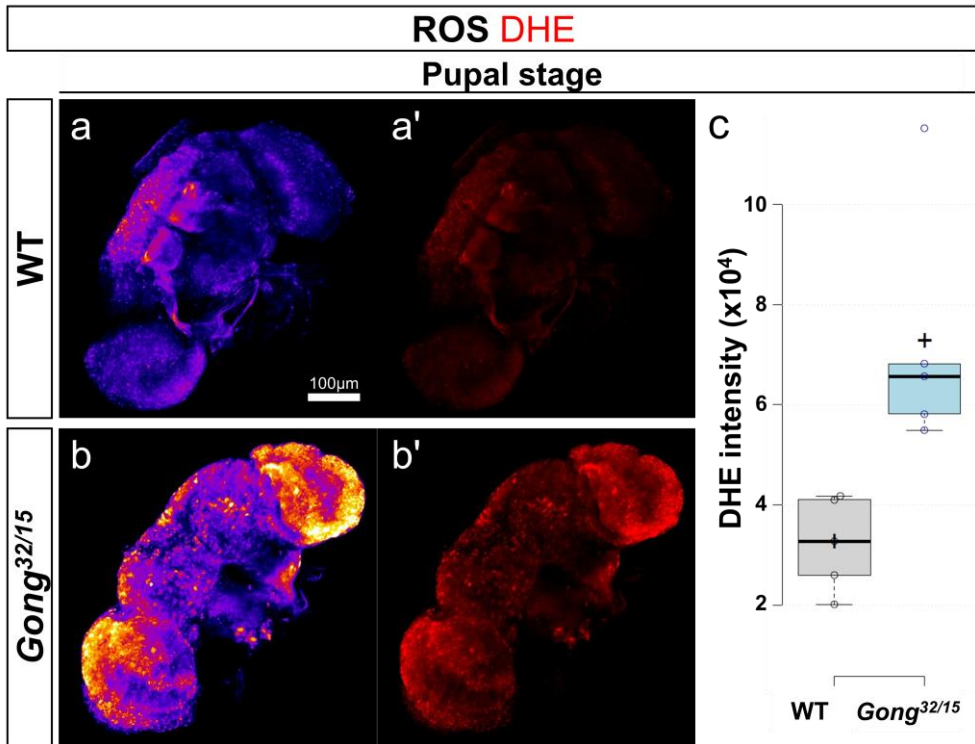 ROS DHE
Pupal stage
WT
a
a'
100µm
Gong32/15
b
b'
c
DHE intensity (x10⁴)
10
8
6
4
2
WT
Gong32/15